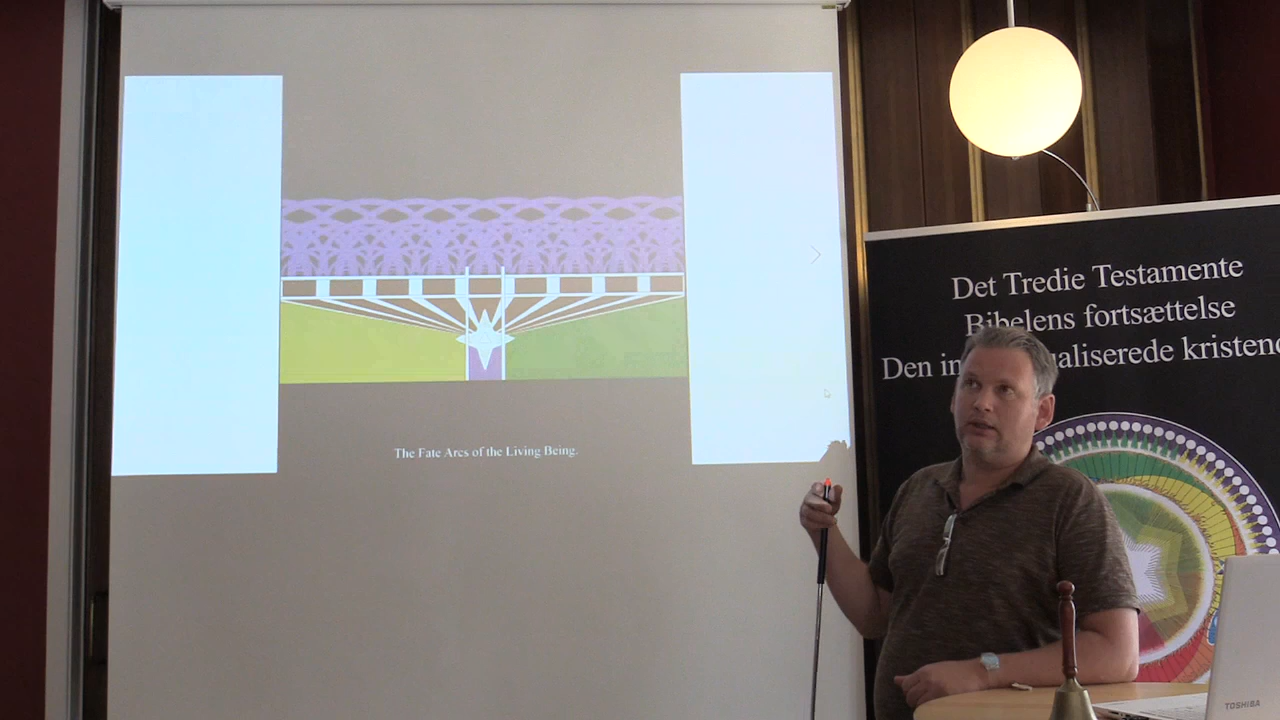 The Fate Arcs of the Living Being.
Det Tredie Testamente
Bibelens fortsættelse
Den in ualiserede kristend
TOSHIBA